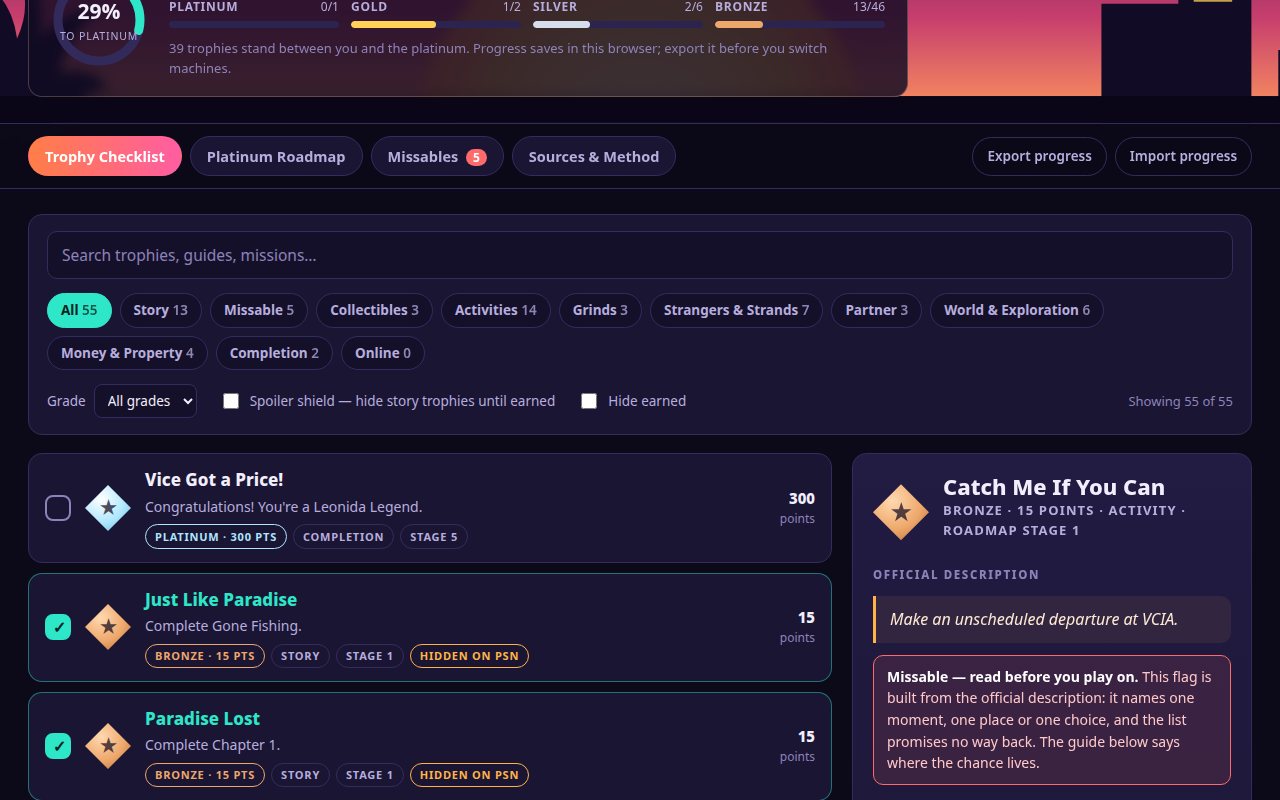 29%
TO PLATINUM
PLATINUM 0/1 GOLD 1/2 SILVER 2/6 BRONZE 13/46
39 trophies stand between you and the platinum. Progress saves in this browser; export it before you switch
machines.
Trophy Checklist Platinum Roadmap Missables 5 Sources & Method Export progress Import progress
Search trophies, guides, missions...
All 55 Story 13 Missable 5 Collectibles 3 Activities 14 Grinds 3 Strangers & Strands 7 Partner 3 World & Exploration 6
Money & Property 4 Completion 2 Online 0
Grade All grades Spoiler shield — hide story trophies until earned Hide earned Showing 55 of 55
Vice Got a Price!
Congratulations! You're a Leonida Legend.
PLATINUM · 300 PTS COMPLETION STAGE 5
300
points
Just Like Paradise
Complete Gone Fishing.
BRONZE · 15 PTS STORY STAGE 1 HIDDEN ON PSN
15
points
Paradise Lost
Complete Chapter 1.
BRONZE · 15 PTS STORY STAGE 1 HIDDEN ON PSN
15
points
Catch Me If You Can
BRONZE · 15 POINTS · ACTIVITY ·
ROADMAP STAGE 1
OFFICIAL DESCRIPTION
Make an unscheduled departure at VCIA.
Missable — read before you play on. This flag is
built from the official description: it names one
moment, one place or one choice, and the list
promises no way back. The guide below says
where the chance lives.